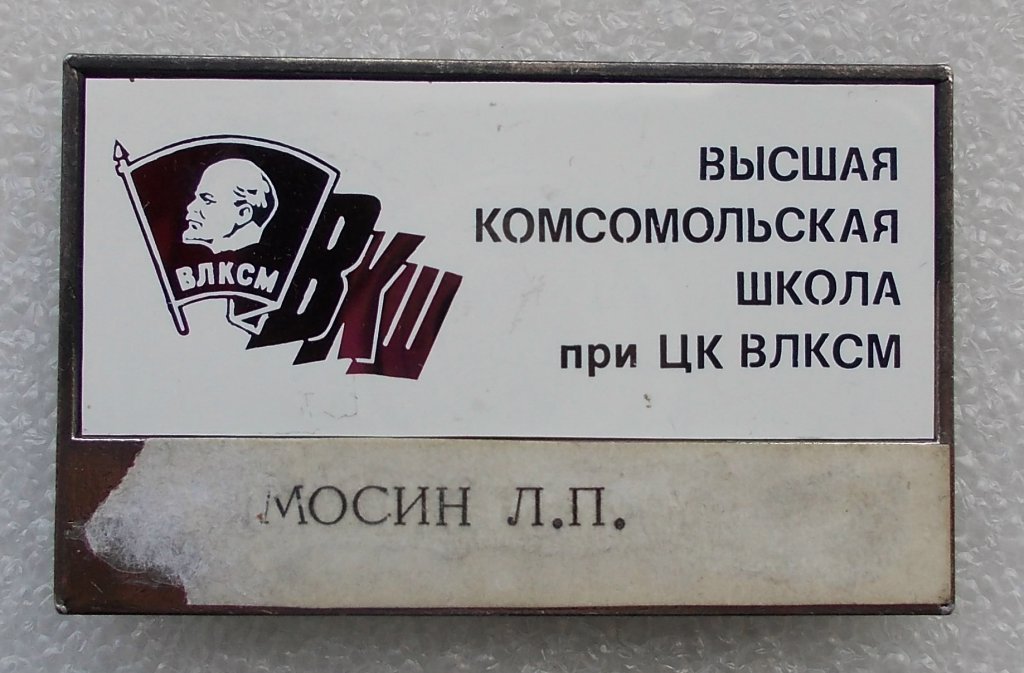 ВЛКСМ
ВКШ
ВЫСШАЯ
КОМСОМОЛЬСКАЯ
ШКОЛА
при ЦК ВЛКСМ
МОСИН Л.П.